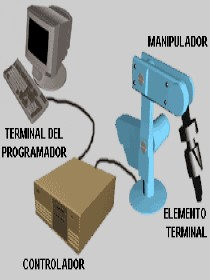 MANIPULADOR
TERMINAL DEL
PROGRAMADOR
ELEMENTO
TERMINAL
CONTROLADOR